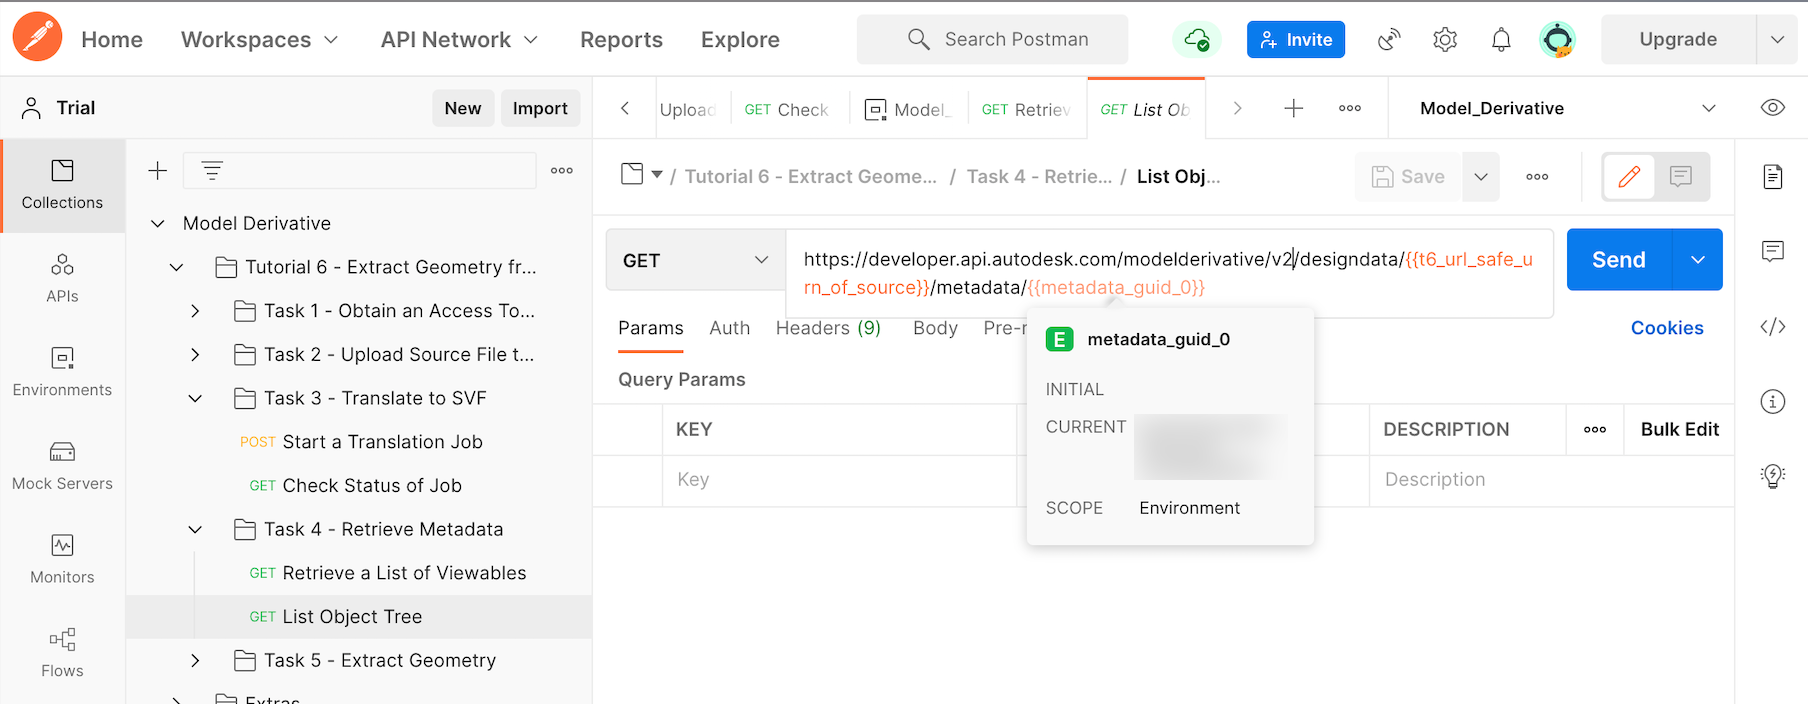 Home
Workspaces
API Network
Reports
Explore
Search Postman
Invite
Upgrade
Trial
New
Import
Upload
GET Check
Model_
GET Retriev
GET List Ob
Model_Derivative
Collections
APIs
Environments
Mock Servers
Monitors
Flows
Model Derivative
Tutorial 6 - Extract Geometry fr...
Task 1 - Obtain an Access To...
Task 2 - Upload Source File t...
Task 3 - Translate to SVF
POST Start a Translation Job
GET Check Status of Job
Task 4 - Retrieve Metadata
GET Retrieve a List of Viewables
GET List Object Tree
Task 5 - Extract Geometry
Extras
/ Tutorial 6 - Extract Geome... / Task 4 - Retrie... / List Obj...
Save
GET
https://developer.api.autodesk.com/modelderivative/v2/designdata/{{t6_url_safe_u
rn_of_source}}/metadata/{{metadata_guid_0}}
Send
Params
Auth
Headers (9)
Body
Pre-r
Cookies
Query Params
KEY
DESCRIPTION
Bulk Edit
Key
Description
E metadata_guid_0
INITIAL
CURRENT
SCOPE Environment